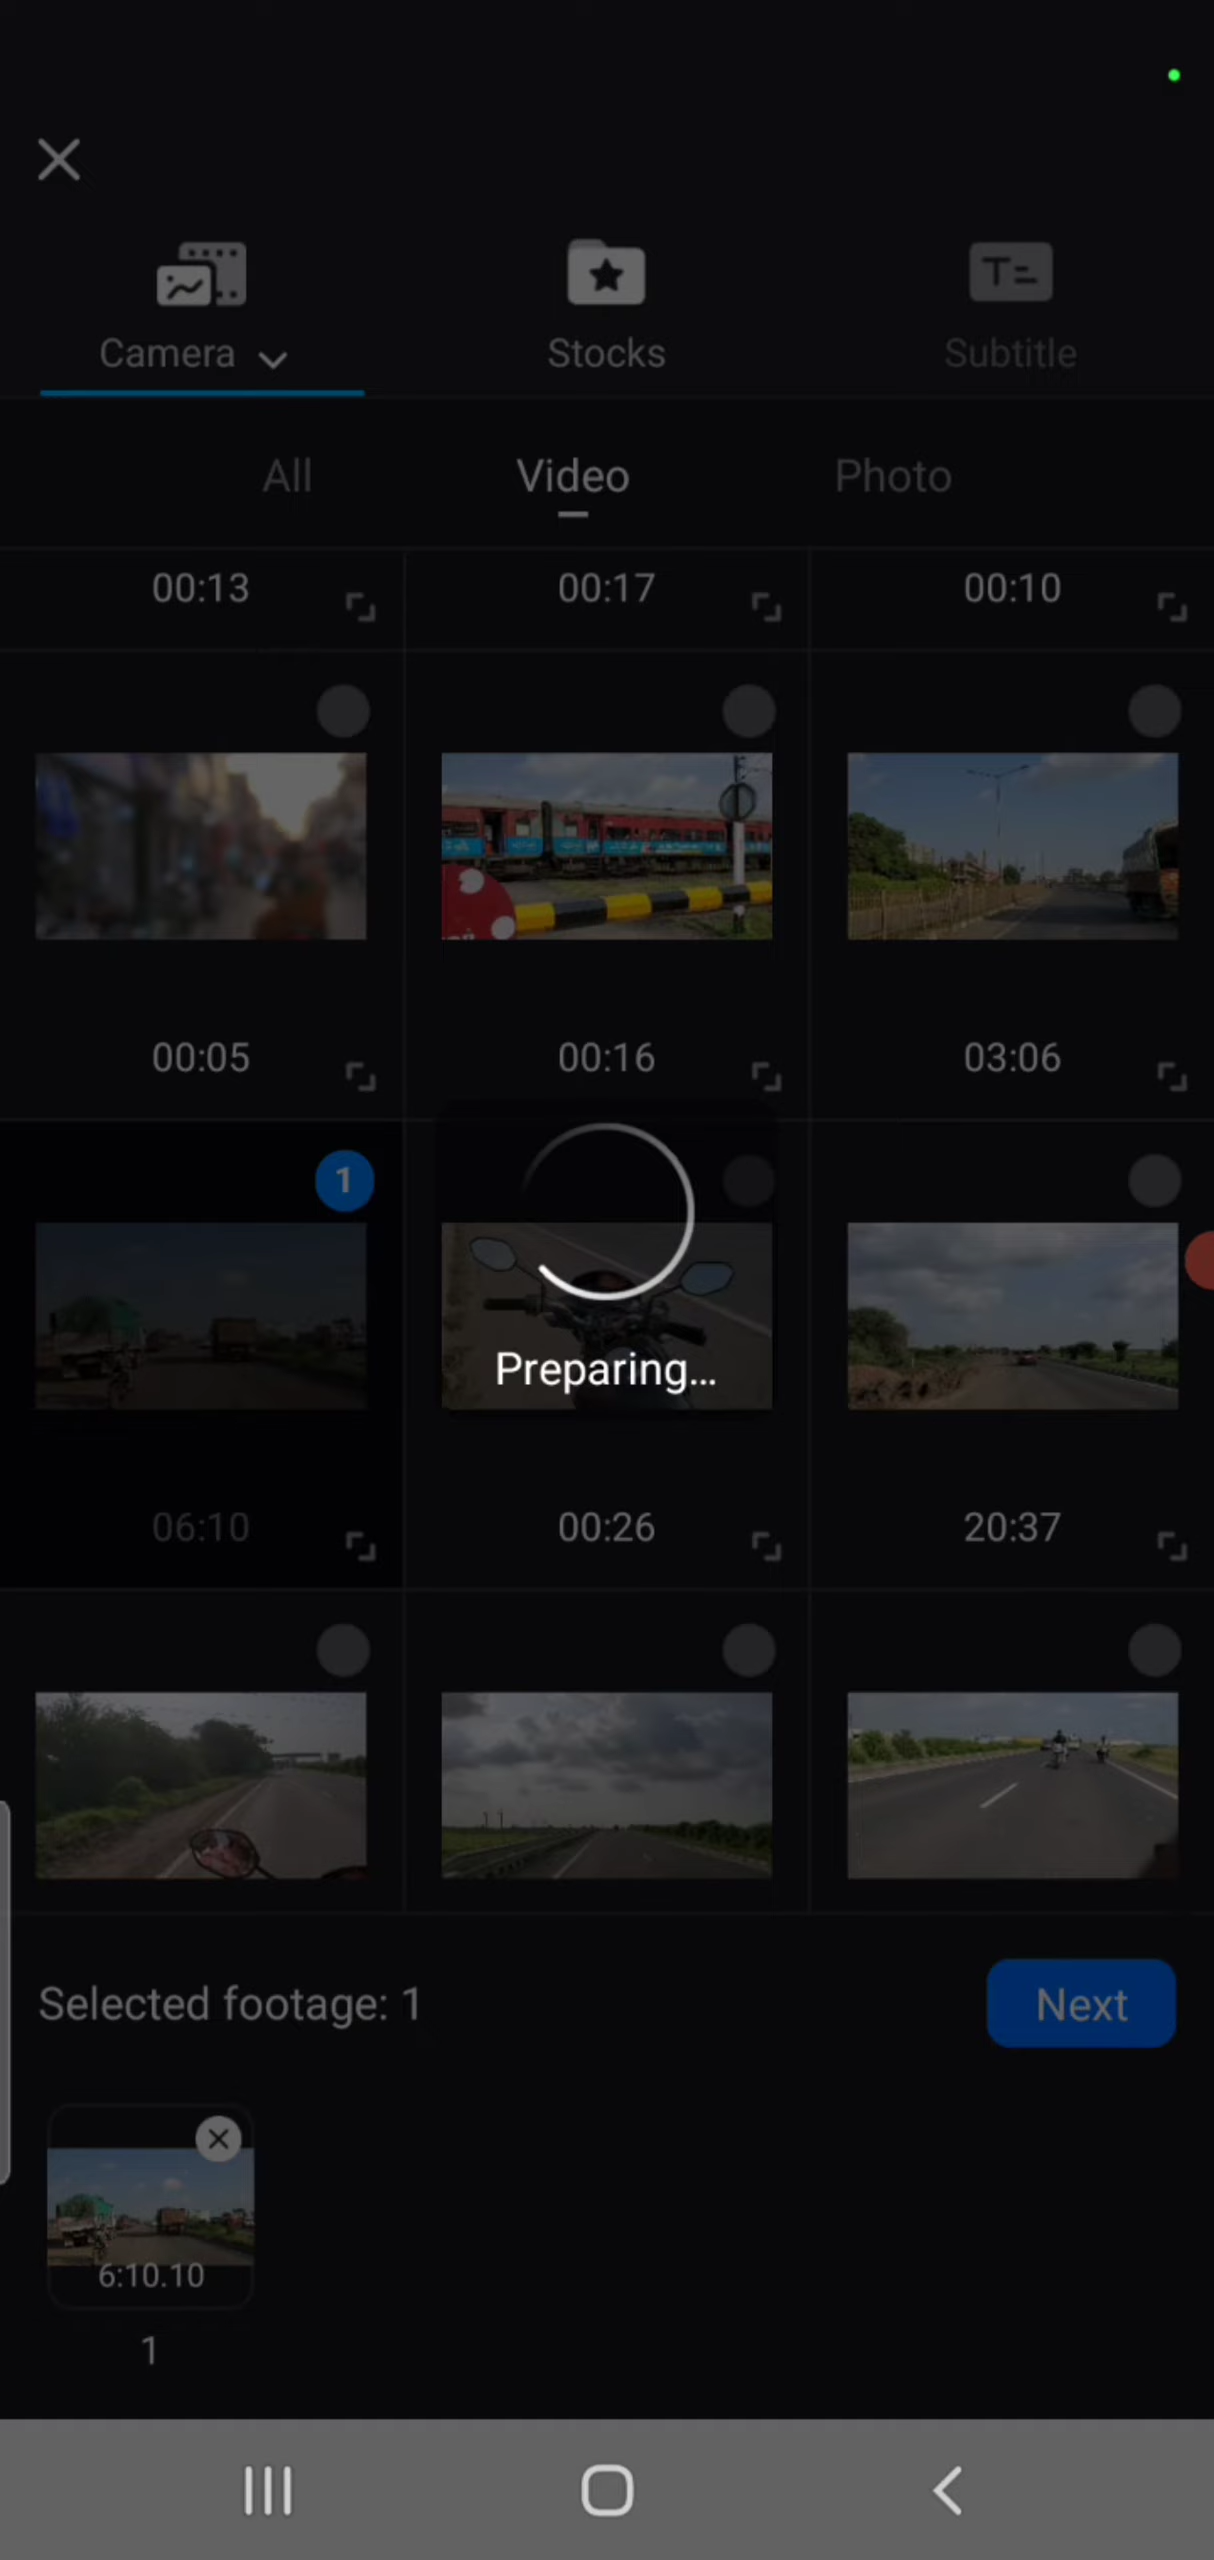 Camera
Stocks
Subtitle
All
Video
Photo
00:13
00:17
00:10
00:05
00:16
03:06
1
Preparing...
06:10
00:26
20:37
Selected footage: 1
Next
6:10.10
1